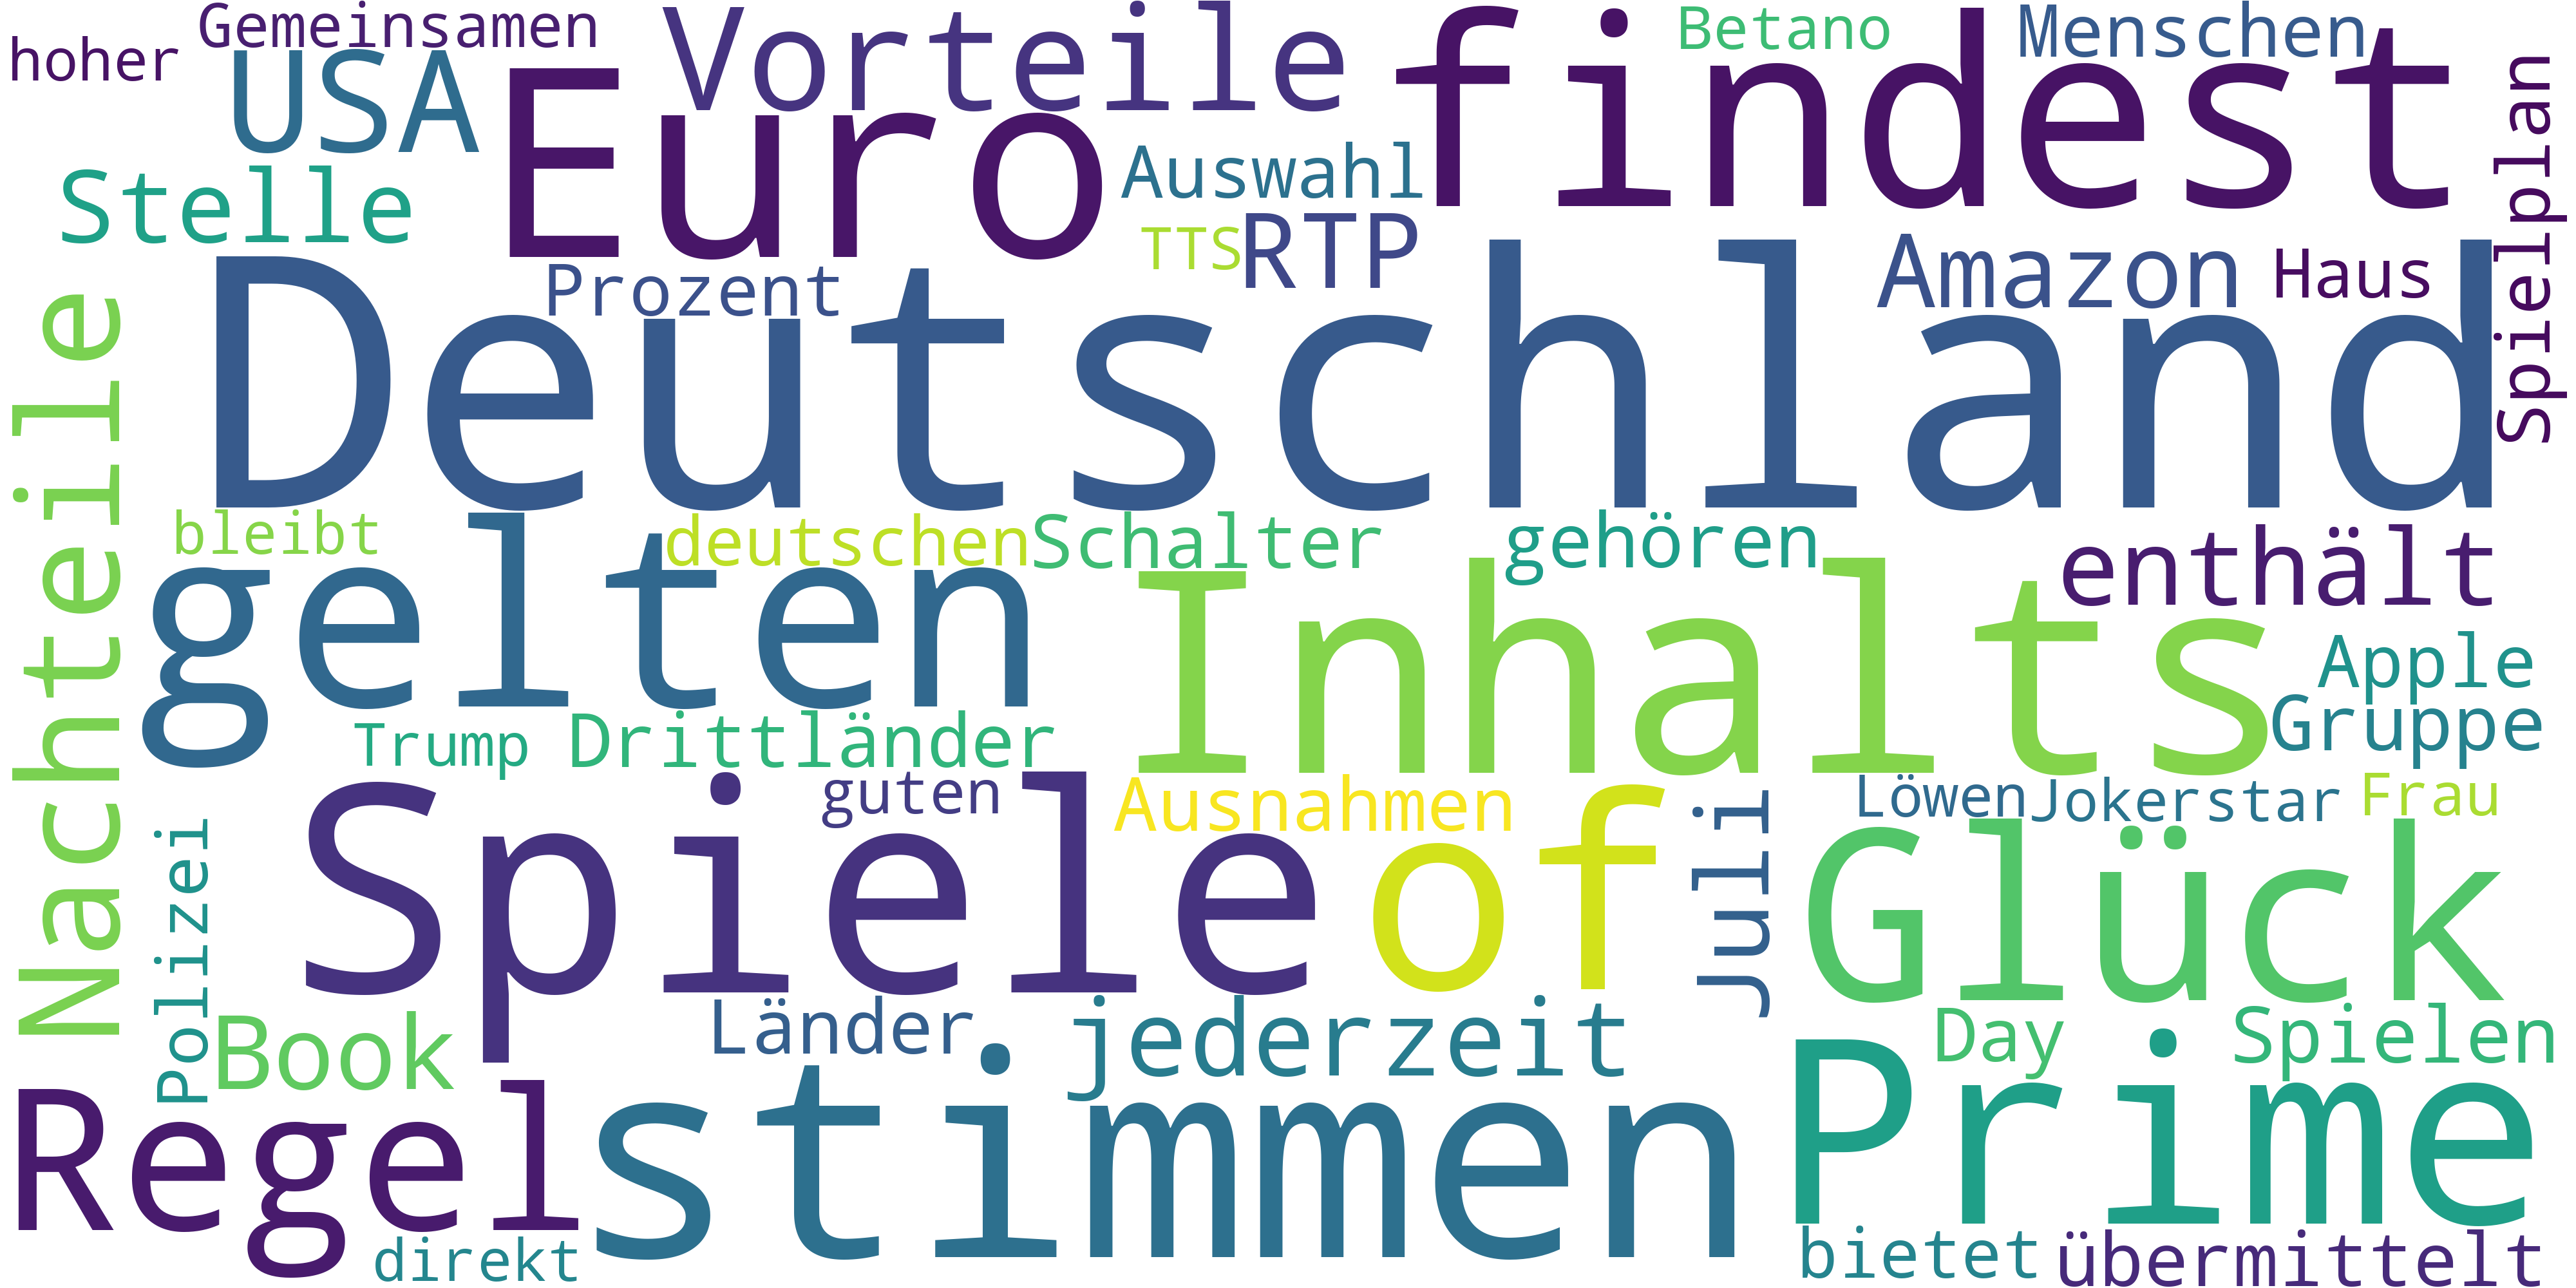 Gemeinsamen
hoher
USA
Vorteile
Euro
findest
Betano
Menschen
Spielplan
Stelle
Auswahl
TTS
RTP
Prozent
Amazon
Haus
Deutschland
Nachteile
bleibt
gelten
deutschen
Schalter
gehören
enthält
Inhalts
Apple
Gruppe
Trump
Drittländer
guten
Ausnahmen
Löwen
Jokerstar
Frau
Polizei
Spiele
of
Juli
Glück
Book
Länder
jederzeit
Day
Spielen
Regel
stimmen
Prime
direkt
bietet
übermittelt